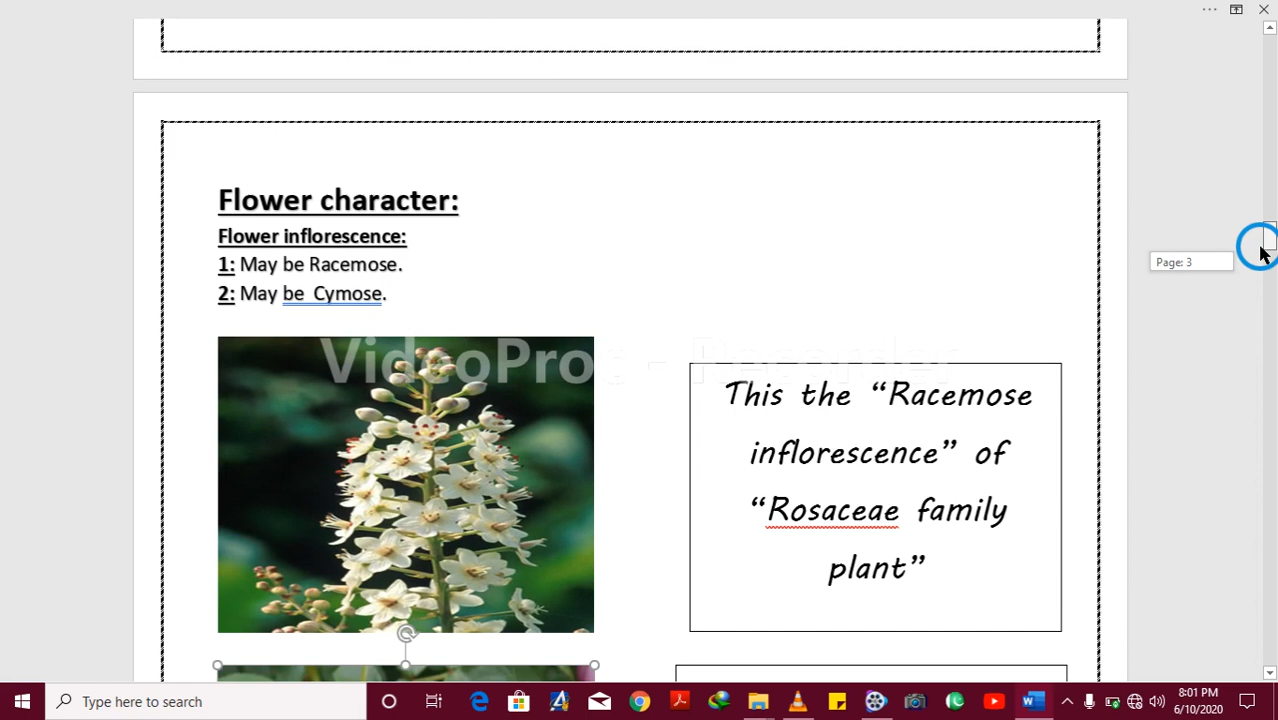 Flower character:
Flower inflorescence:
1: May be Racemose.
2: May be  Cymose.
Page: 3
VideoProc - Recorder
This the “Racemose
inflorescence” of
“Rosaceae family
plant”
Type here to search
8:01 PM
6/10/2020